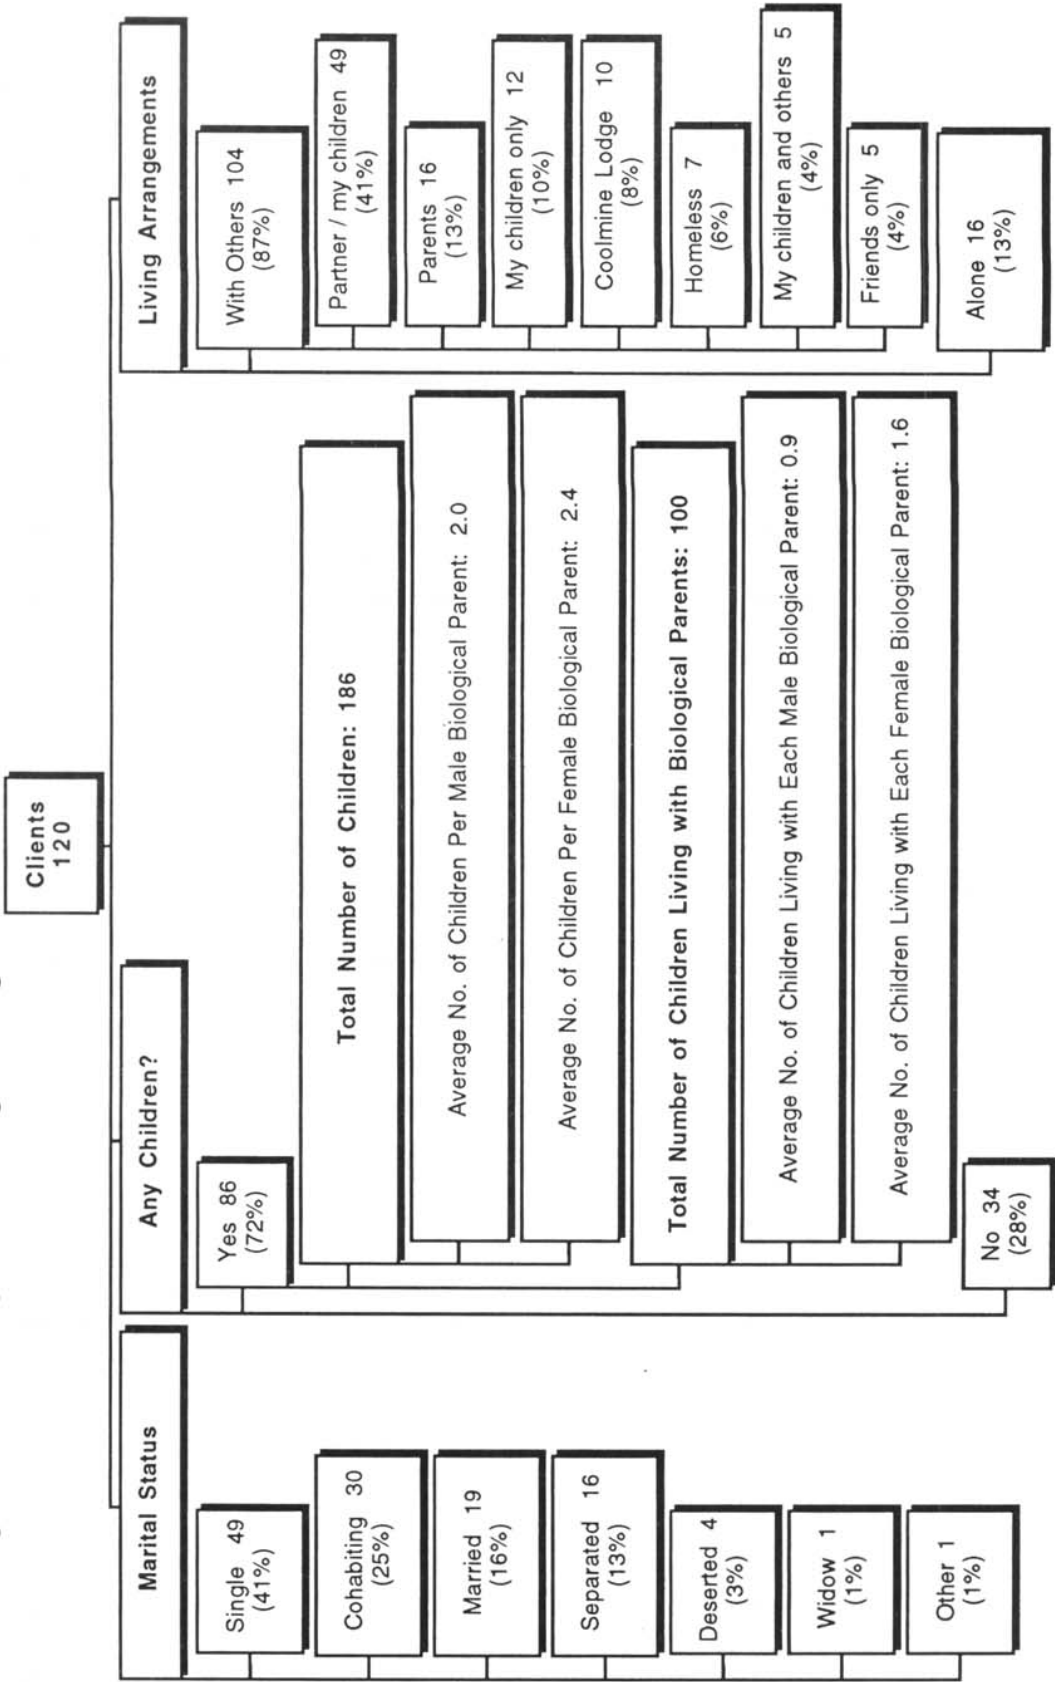 Clients
120
Marital Status
Single 49
(41%)
Cohabiting 30
(25%)
Married 19
(16%)
Separated 16
(13%)
Deserted 4
(3%)
Widow 1
(1%)
Other 1
(1%)
Any Children?
Yes 86
(72%)
Total Number of Children: 186
Average No. of Children Per Male Biological Parent: 2.0
Average No. of Children Per Female Biological Parent: 2.4
Total Number of Children Living with Biological Parents: 100
Average No. of Children Living with Each Male Biological Parent: 0.9
Average No. of Children Living with Each Female Biological Parent: 1.6
No 34
(28%)
Living Arrangements
With Others 104
(87%)
Partner / my children 49
(41%)
Parents 16
(13%)
My children only 12
(10%)
Coolmine Lodge 10
(8%)
Homeless 7
(6%)
My children and others 5
(4%)
Friends only 5
(4%)
Alone 16
(13%)